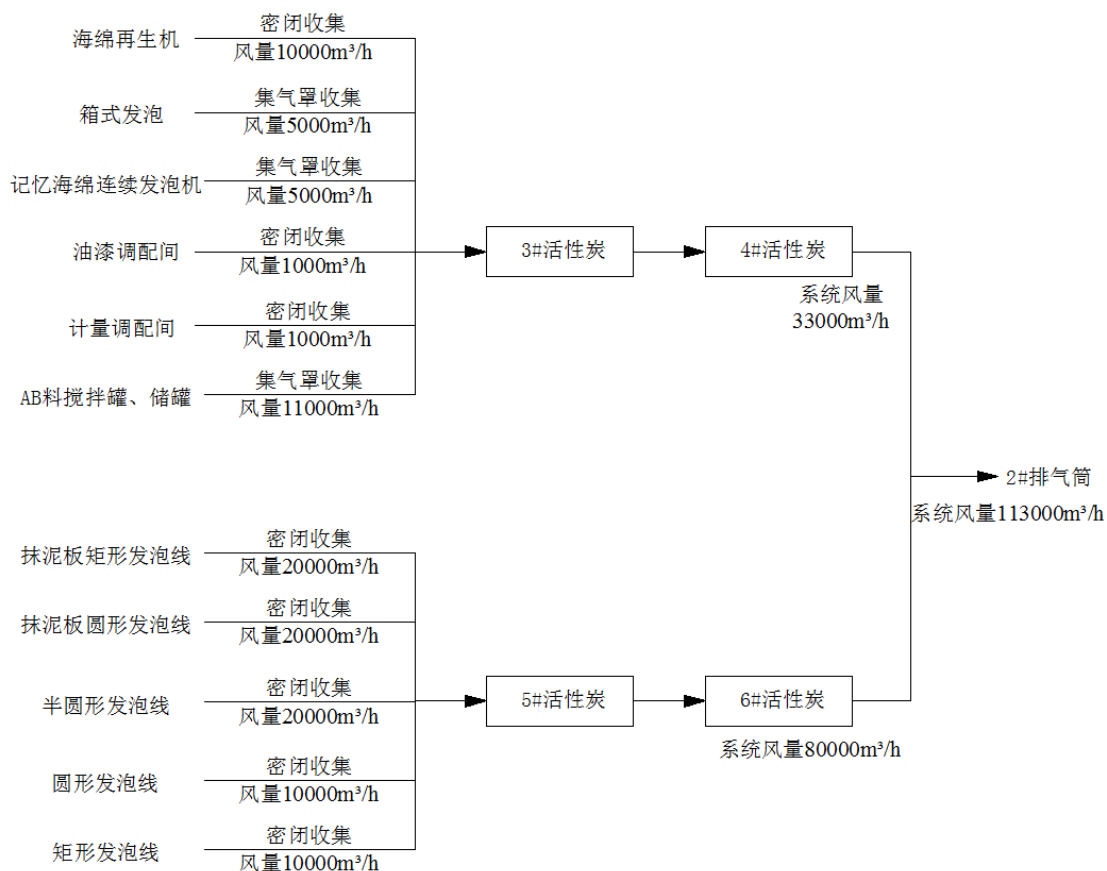 海绵再生机
密闭收集
风量10000m³/h
箱式发泡
集气罩收集
风量5000m³/h
记忆海绵连续发泡机
集气罩收集
风量5000m³/h
油漆调配间
密闭收集
风量1000m³/h
计量调配间
密闭收集
风量1000m³/h
AB料搅拌罐、储罐
集气罩收集
风量11000m³/h
3#活性炭
4#活性炭
系统风量
33000m³/h
抹泥板矩形发泡线
密闭收集
风量20000m³/h
抹泥板圆形发泡线
密闭收集
风量20000m³/h
半圆形发泡线
密闭收集
风量20000m³/h
圆形发泡线
密闭收集
风量10000m³/h
矩形发泡线
密闭收集
风量10000m³/h
5#活性炭
6#活性炭
系统风量80000m³/h
2#排气筒
系统风量113000m³/h